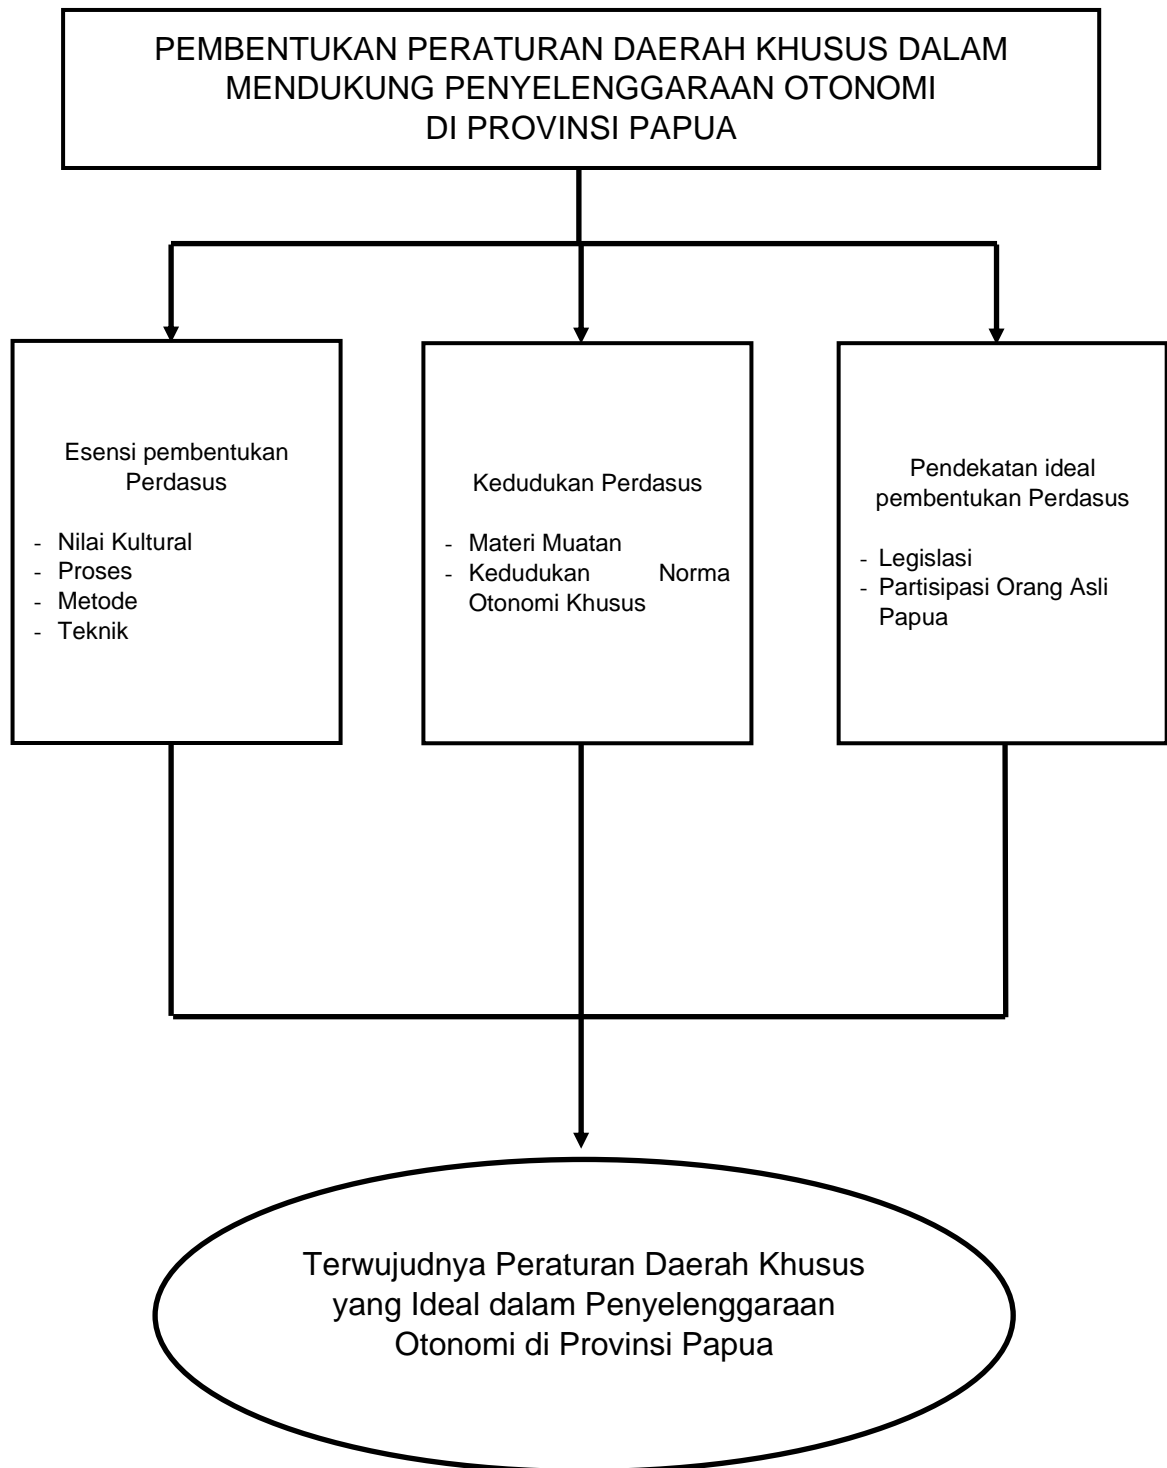 PEMBENTUKAN PERATURAN DAERAH KHUSUS DALAM
MENDUKUNG PENYELENGGARAAN OTONOMI
DI PROVINSI PAPUA
Esensi pembentukan
Perdasus
- Nilai Kultural
- Proses
- Metode
- Teknik
Kedudukan Perdasus
- Materi Muatan
- Kedudukan Norma
Otonomi Khusus
Pendekatan ideal
pembentukan Perdasus
- Legislasi
- Partisipasi Orang Asli
Papua
Terwujudnya Peraturan Daerah Khusus
yang Ideal dalam Penyelenggaraan
Otonomi di Provinsi Papua